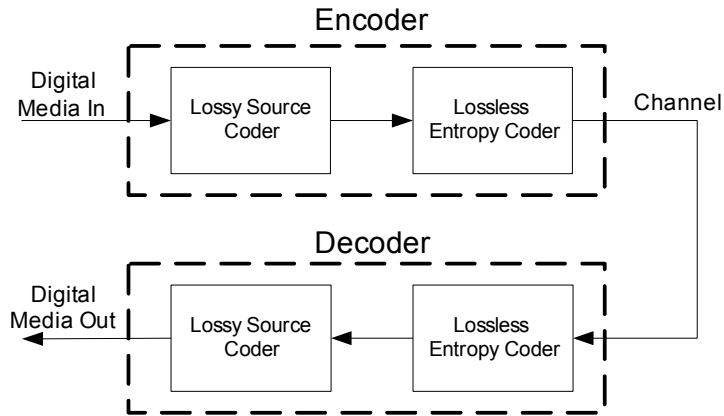 Encoder
Digital
Media In
Lossy Source
Coder
Lossless
Entropy Coder
Channel
Decoder
Digital
Media Out
Lossy Source
Coder
Lossless
Entropy Coder